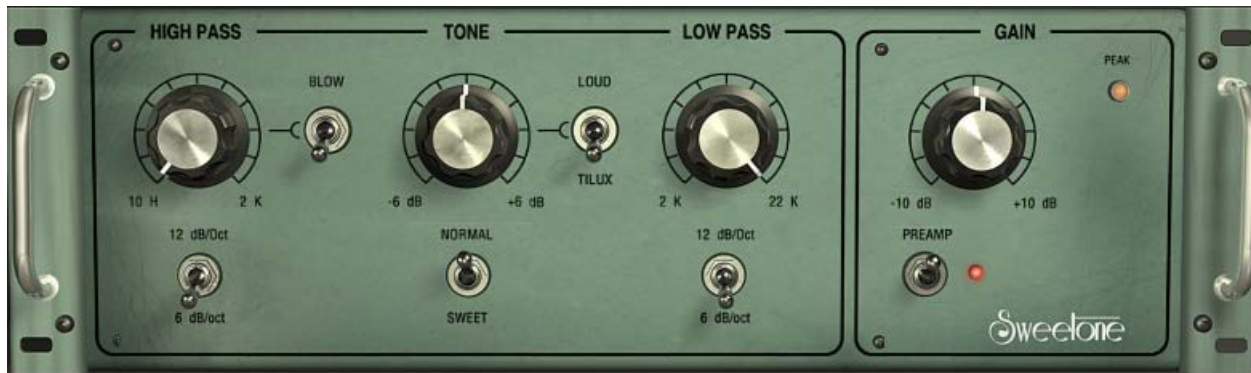 HIGH PASS TONE LOW PASS GAIN
PEAK
BLOW LOUD
TILUX
10 H 2 K -6 dB +6 dB 2 K 22 K -10 dB +10 dB
12 dB/Oct NORMAL 12 dB/Oct PREAMP
6 dB/oct SWEET 6 dB/oct
Sweetone